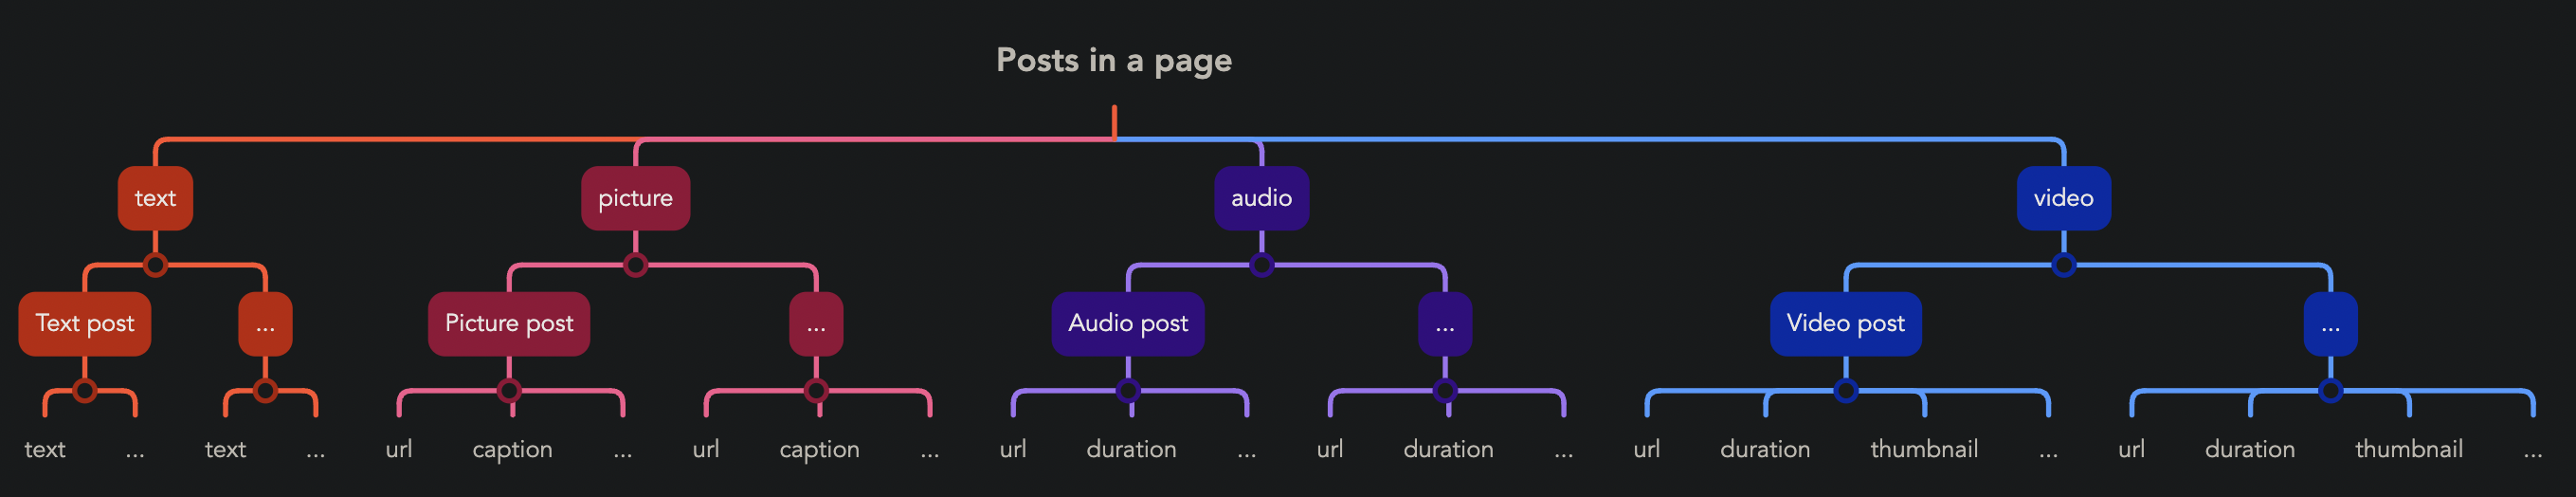 Posts in a page
text picture audio video
Text post ... Picture post ... Audio post ... Video post ...
text ... text ... url caption ... url caption ... url duration ... url duration ... url duration thumbnail ... url duration thumbnail ...